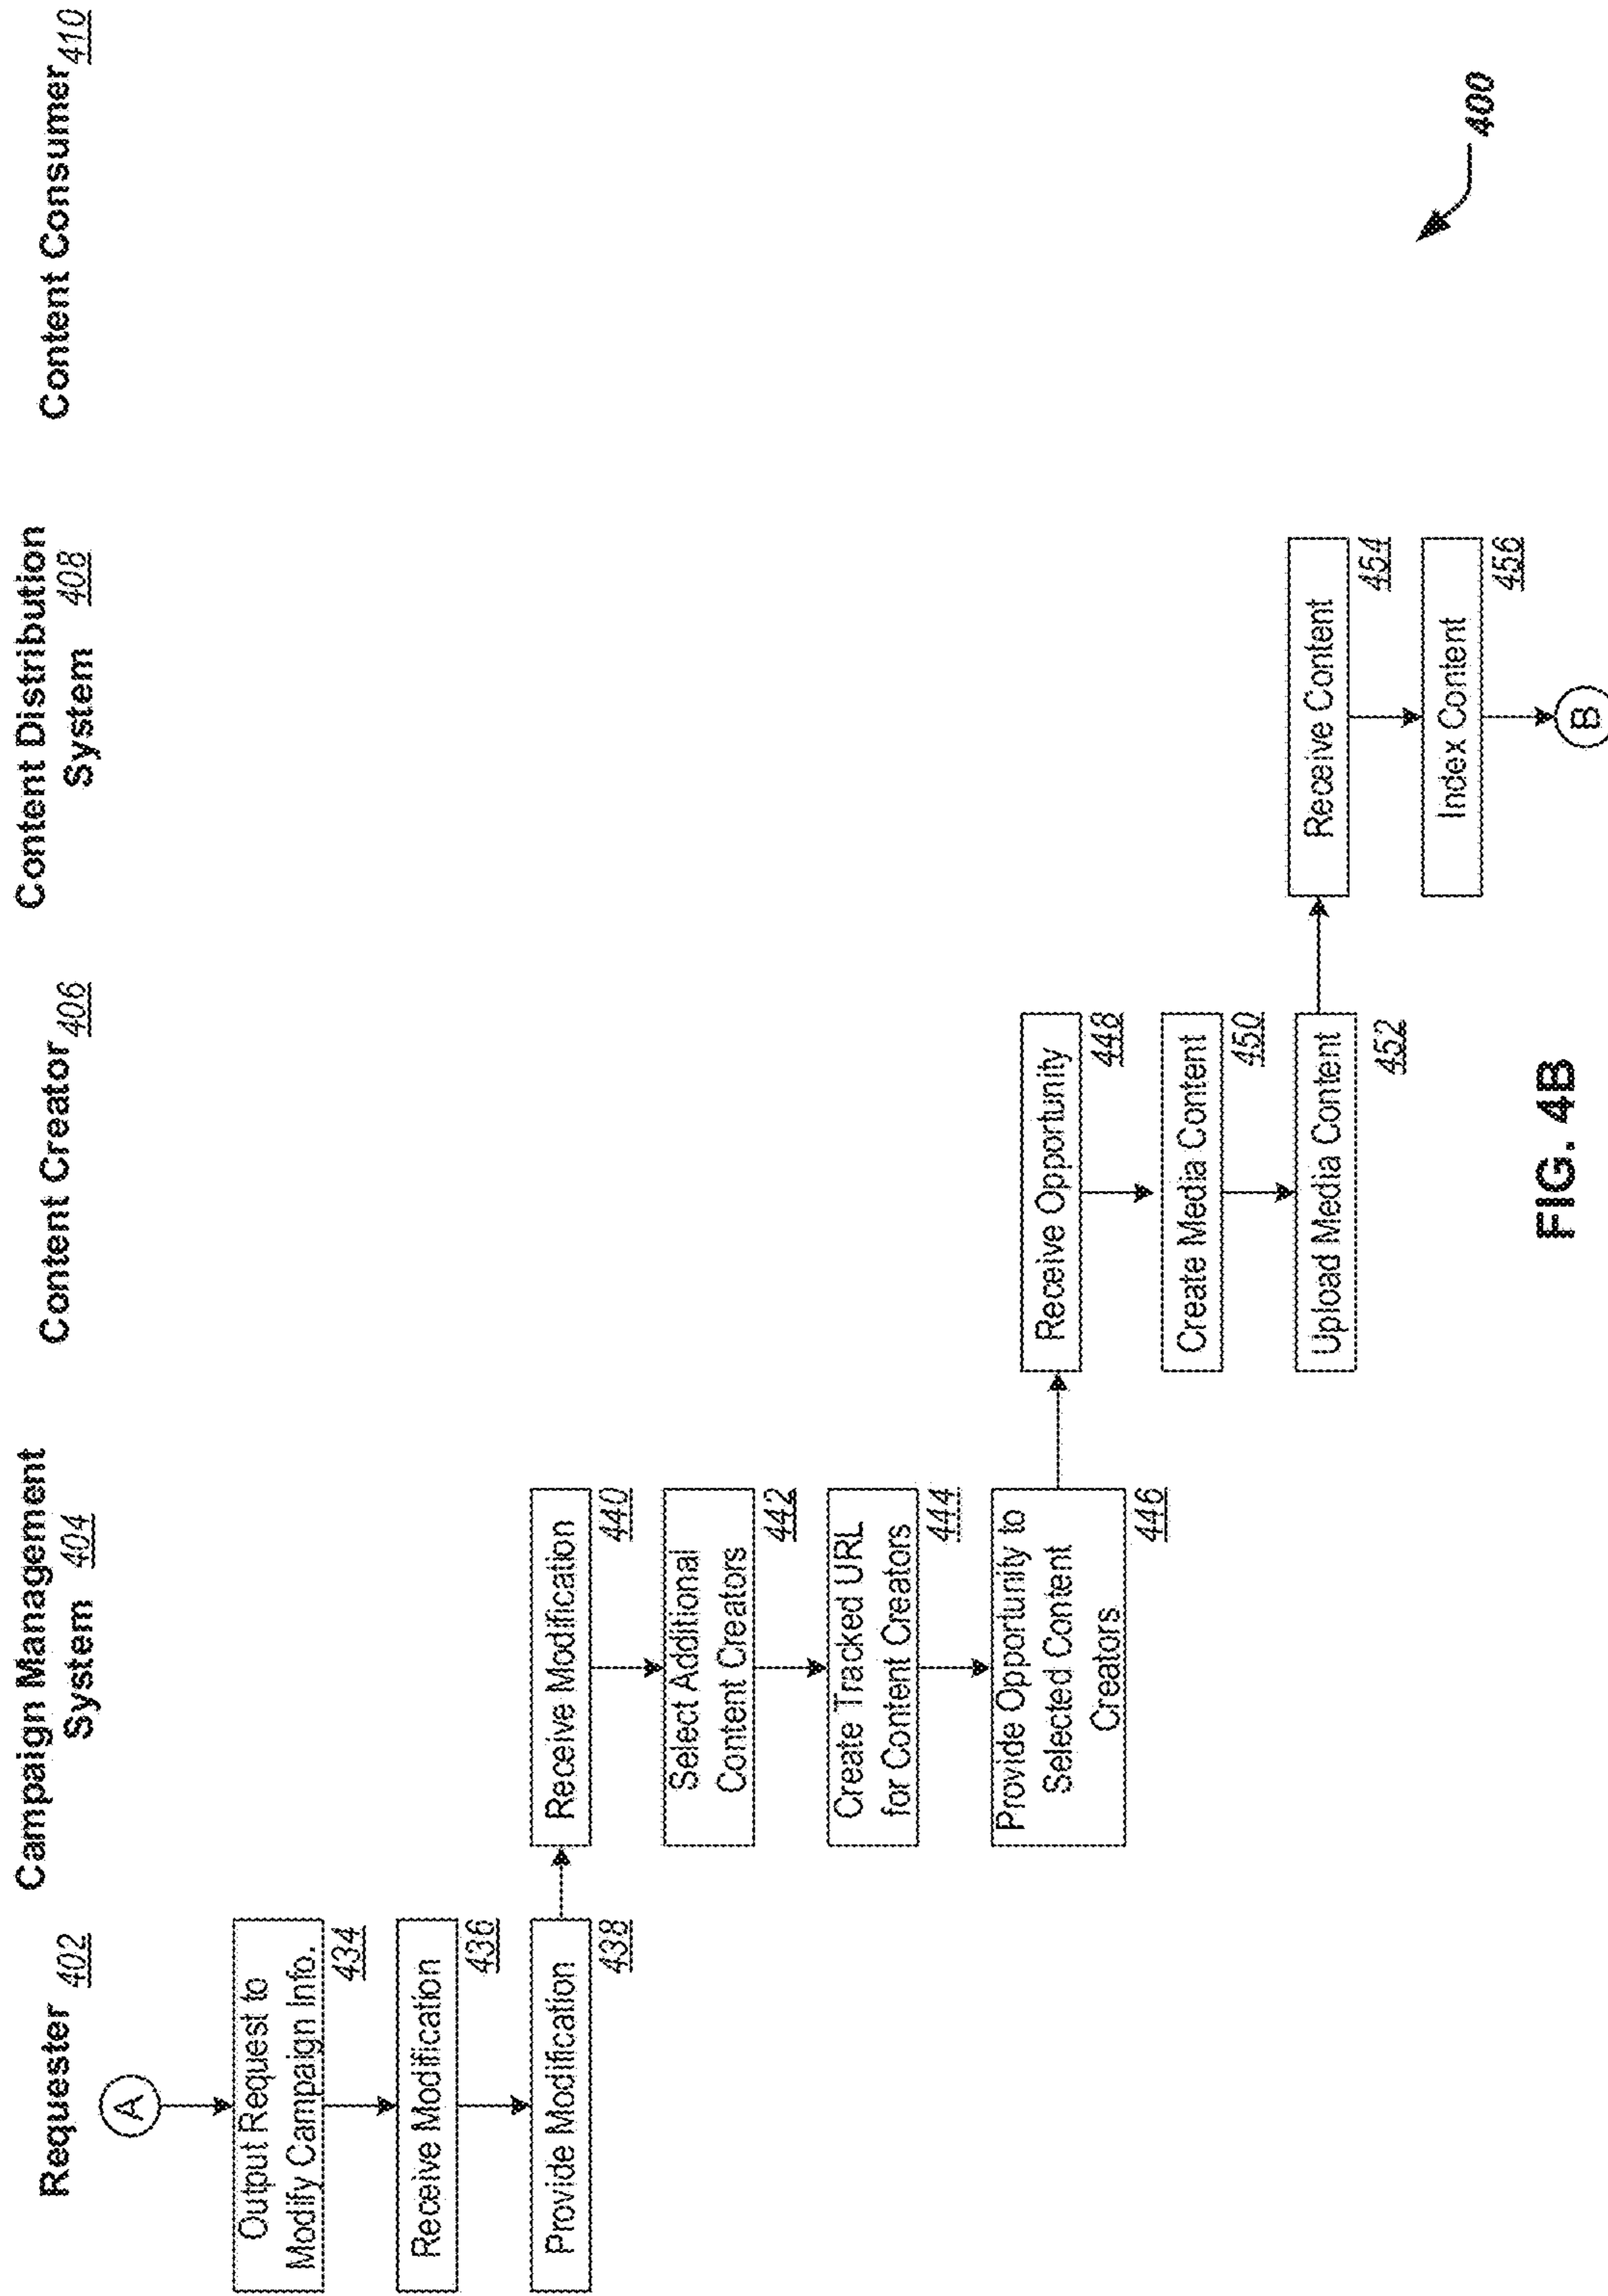 Requester 402
Campaign Management
System 404
Content Creator 406
Content Distribution
System 408
Content Consumer 410
A
Output Request to
Modify Campaign Info.
434
Receive Modification
436
Provide Modification
438
Receive Modification
440
Select Additional
Content Creators
442
Create Tracked URL
for Content Creators
444
Provide Opportunity to
Selected Content
Creators
446
Receive Opportunity
448
Create Media Content
450
Upload Media Content
452
Receive Content
454
Index Content
456
B
400
FIG. 4B